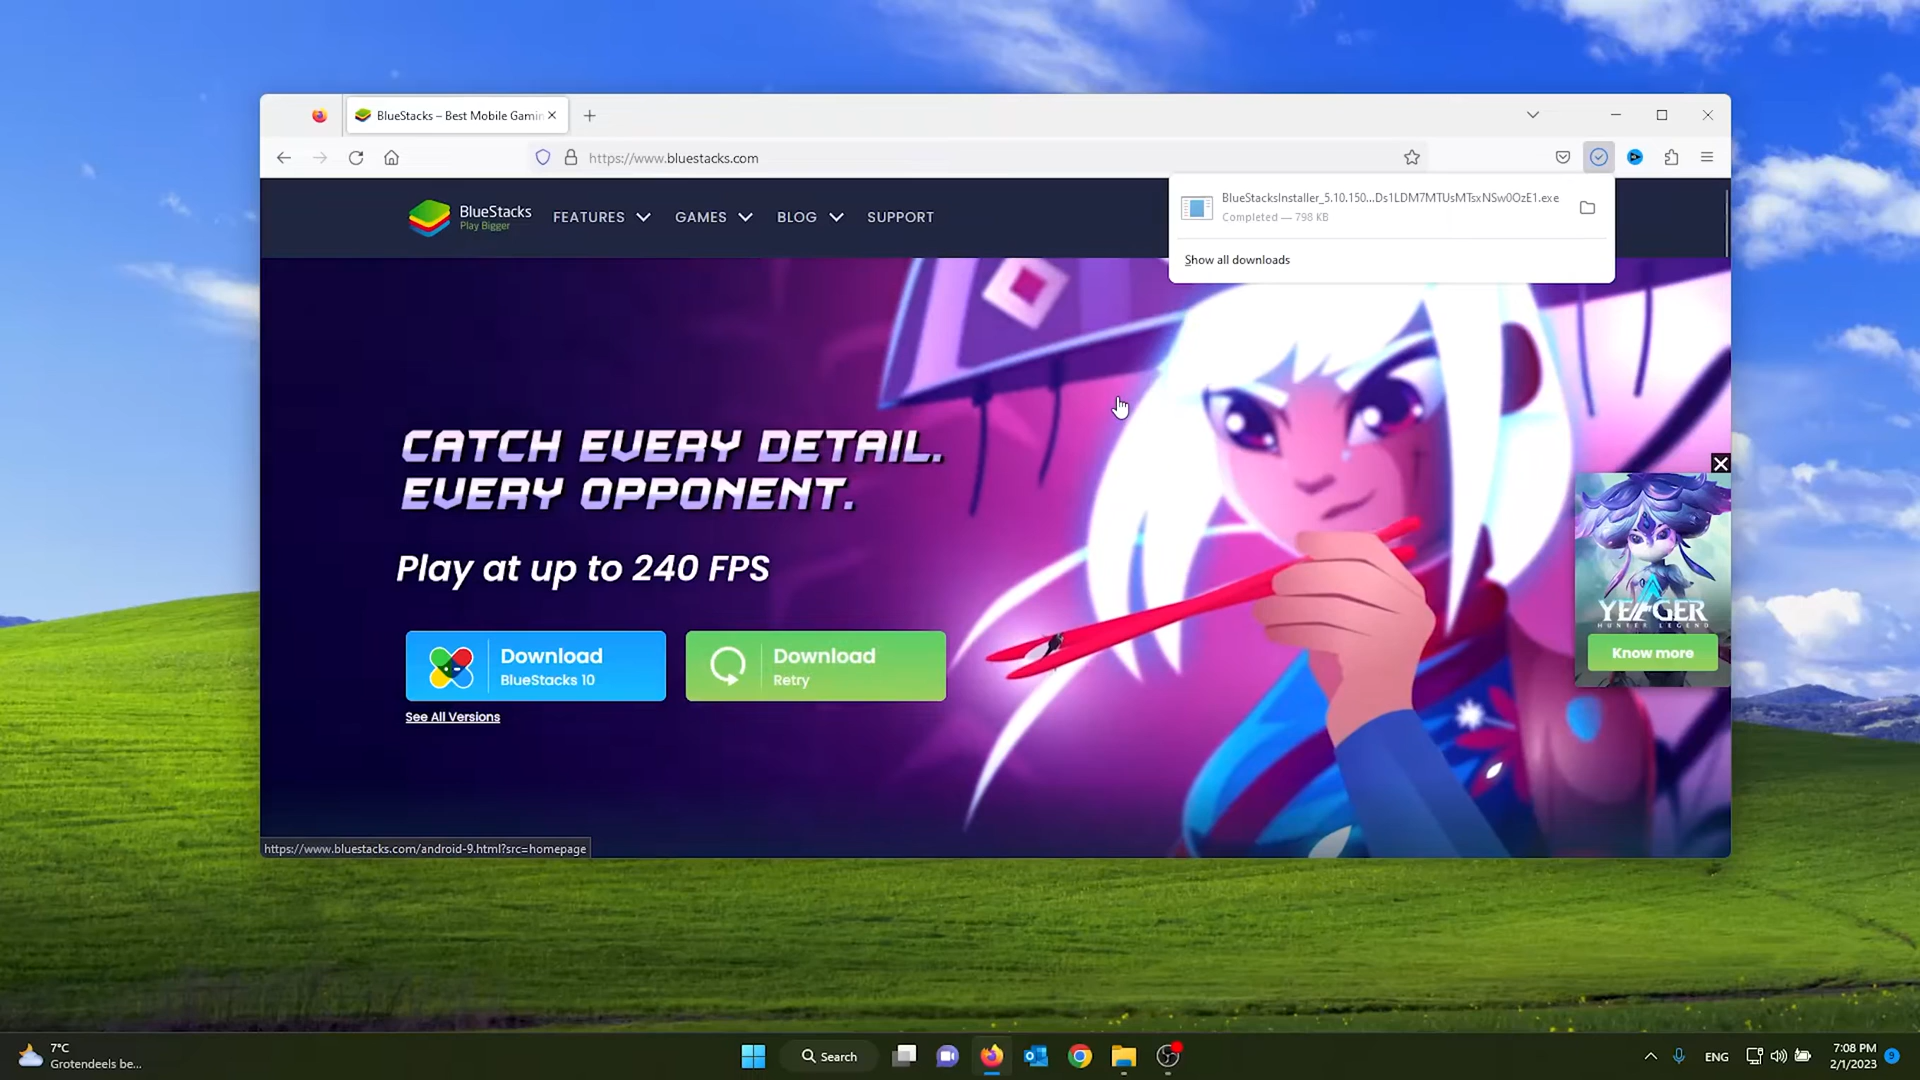 BlueStacks – Best Mobile Gamin
https://www.bluestacks.com
BlueStacksInstaller_5.10.150...Ds1LDM7MTUsMTsxNSw0OzE1.exe
Completed — 798 KB
Show all downloads
BlueStacks
Play Bigger
FEATURES
GAMES
BLOG
SUPPORT
CATCH EVERY DETAIL.
EVERY OPPONENT.
Play at up to 240 FPS
Download
BlueStacks 10
Download
Retry
See All Versions
YEAGER
HUNTER LEGEND
Know more
https://www.bluestacks.com/android-9.html?src=homepage
7°C
Grotendeels be...
Search
ENG
7:08 PM
2/1/2023
9